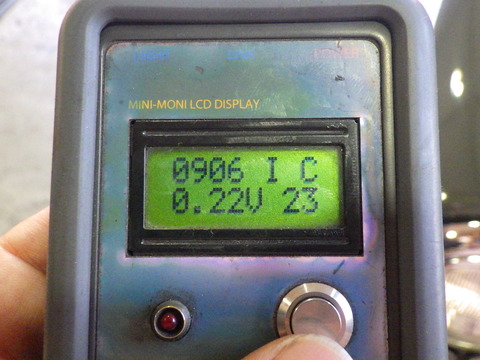 MINI-MONI LCD DISPLAY
0906 I C
0.22V 23